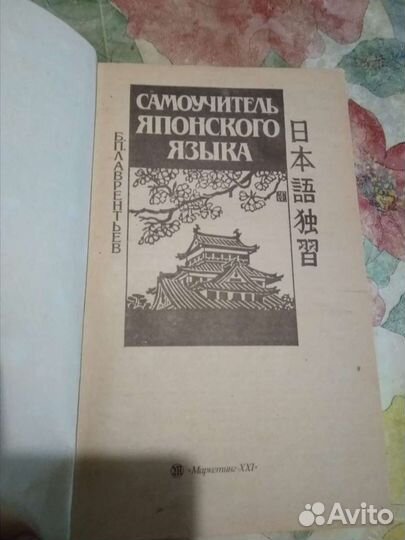 САМОУЧИТЕЛЬ
ЯПОНСКОГО
ЯЗЫКА
Б.П.ЛАВРЕНТЬЕВ
日本語独習
«Маркетинг-XXI»
Avito